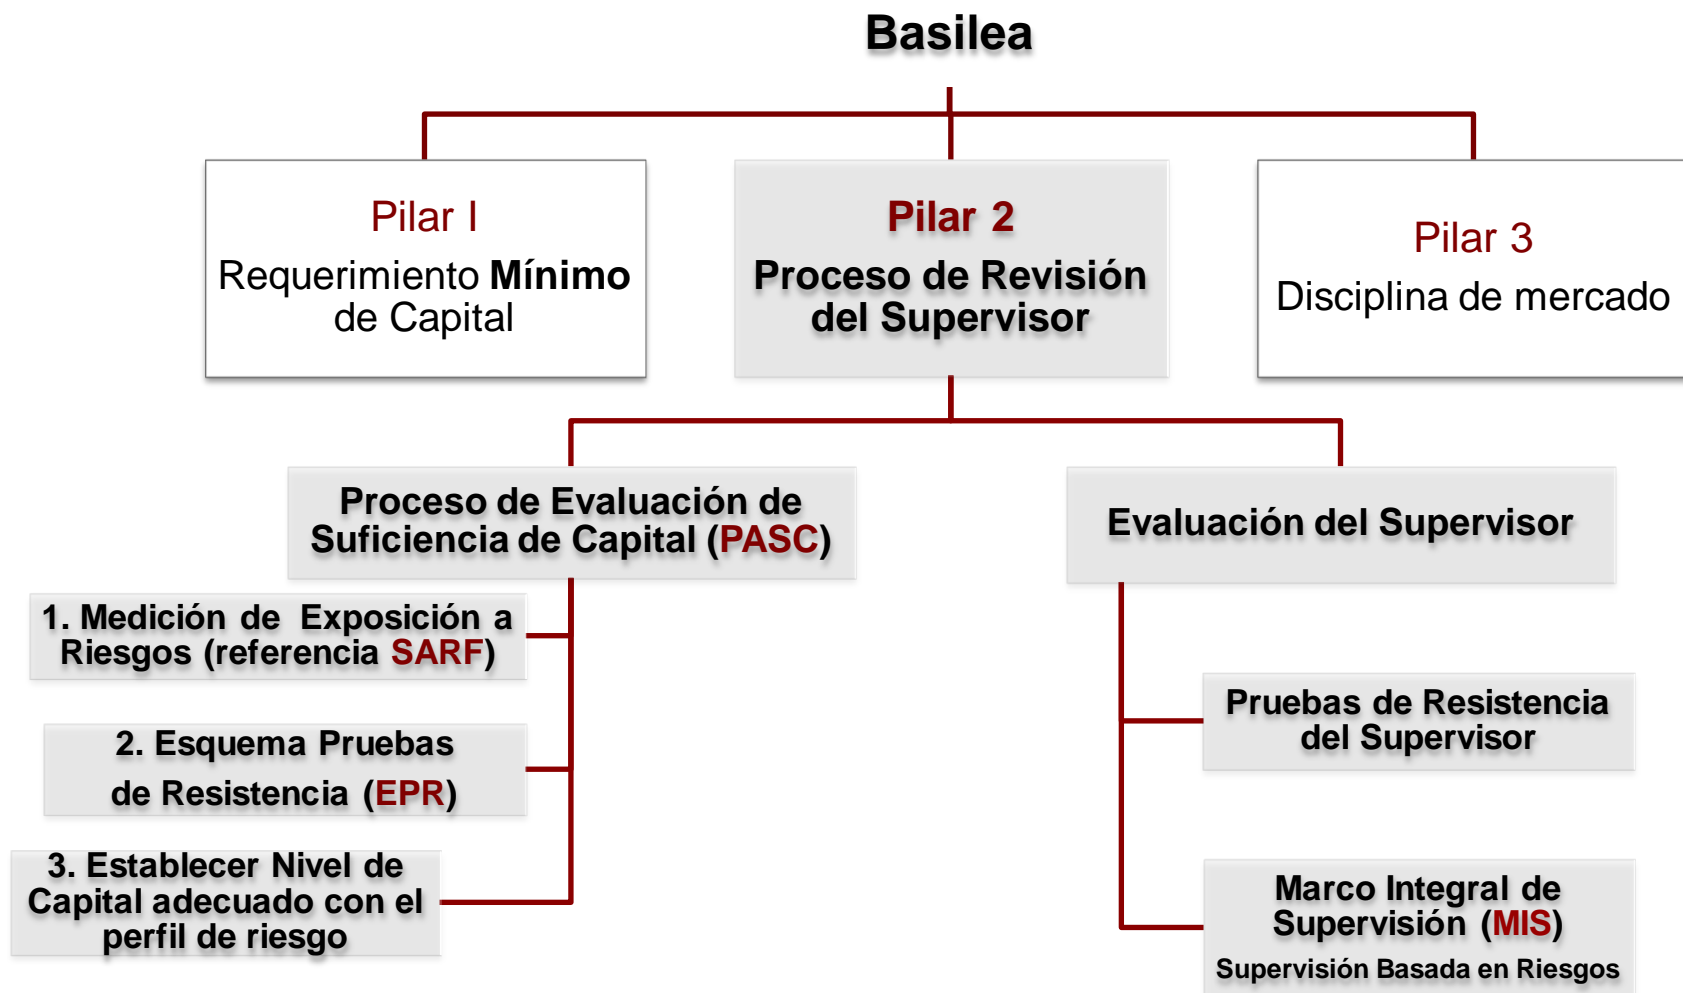 Basilea
Pilar I
Requerimiento Mínimo
de Capital
Pilar 2
Proceso de Revisión
del Supervisor
Pilar 3
Disciplina de mercado
Proceso de Evaluación de
Suficiencia de Capital (PASC)
1. Medición de Exposición a
Riesgos (referencia SARF)
2. Esquema Pruebas
de Resistencia (EPR)
3. Establecer Nivel de
Capital adecuado con el
perfil de riesgo
Evaluación del Supervisor
Pruebas de Resistencia
del Supervisor
Marco Integral de
Supervisión (MIS)
Supervisión Basada en Riesgos